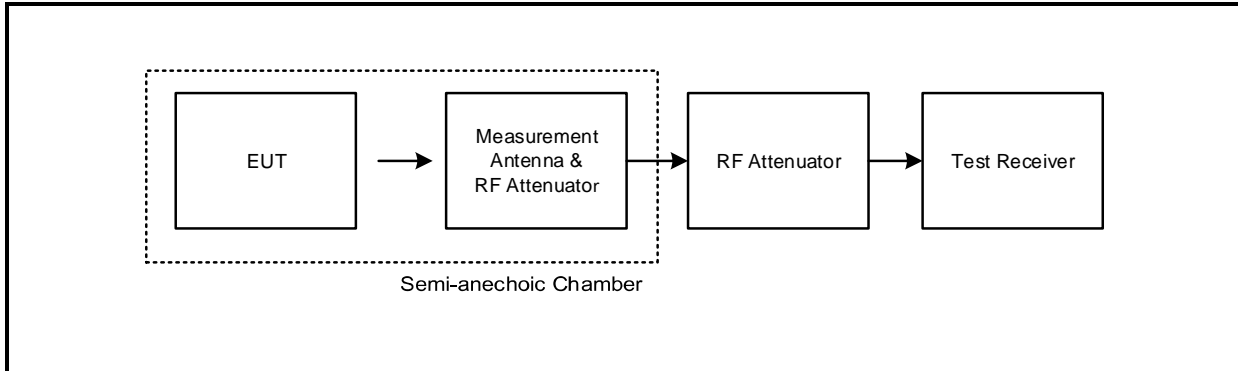 EUT
Measurement
Antenna &
RF Attenuator
RF Attenuator
Test Receiver
Semi-anechoic Chamber